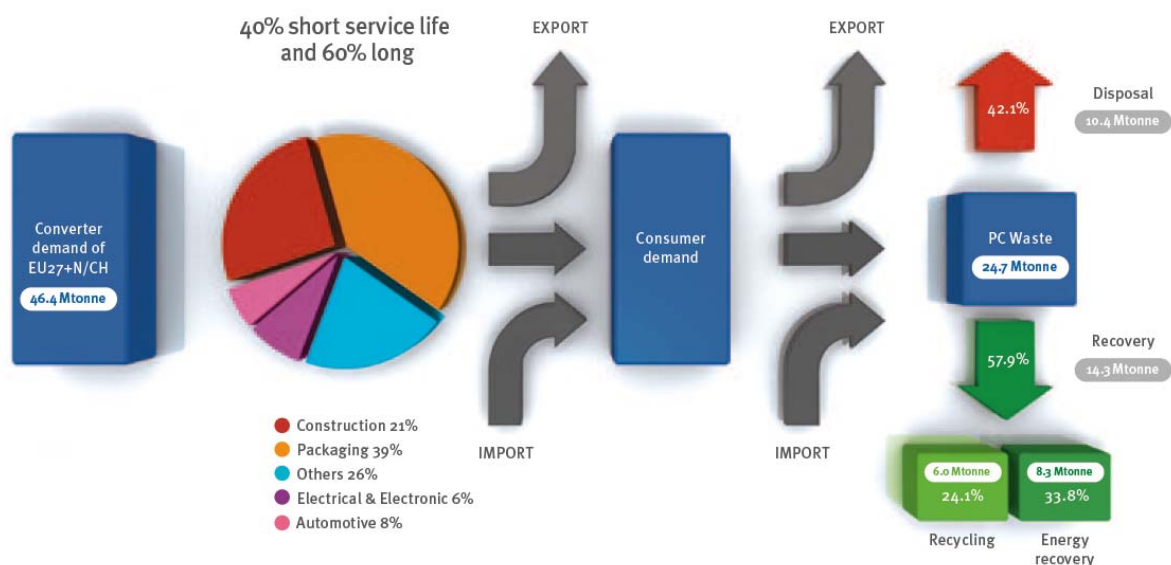 40% short service life
and 60% long
EXPORT
EXPORT
42.1%
Disposal
10.4 Mtonne
Converter
demand of
EU27+N/CH
46.4 Mtonne
Consumer
demand
PC Waste
24.7 Mtonne
57.9%
Recovery
14.3 Mtonne
Construction 21%
Packaging 39%
Others 26%
Electrical & Electronic 6%
Automotive 8%
IMPORT
IMPORT
6.0 Mtonne
24.1%
8.3 Mtonne
33.8%
Recycling
Energy
recovery